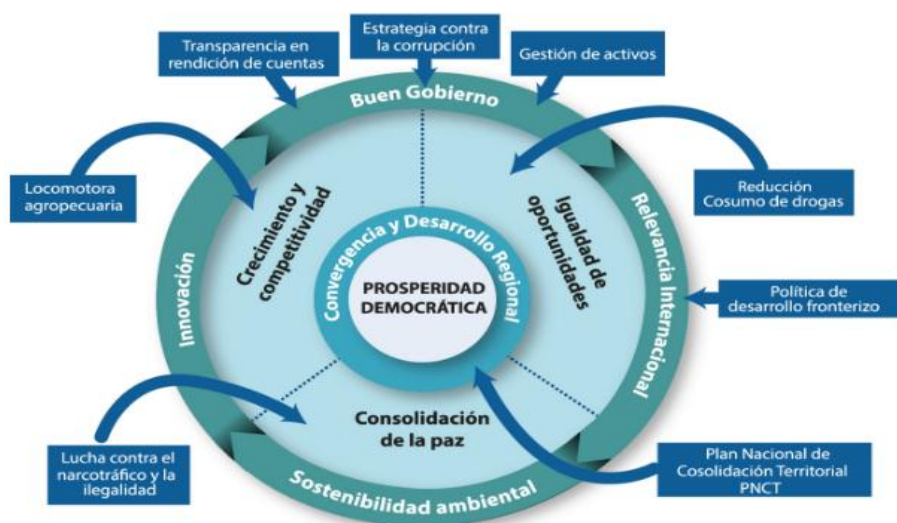 Estrategia contra
la corrupción
Transparencia en
rendición de cuentas
Gestión de activos
Buen Gobierno
Locomotora
agropecuaria
Crecimiento y
competitividad
Igualdad de
oportunidades
Reducción
Cosumo de drogas
Innovación
Convergencia y Desarrollo Regional
PROSPERIDAD
DEMOCRÁTICA
Relevancia Internacional
Política de
desarrollo fronterizo
Consolidación
de la paz
Lucha contra el
narcotráfico y la
ilegalidad
Sostenibilidad ambiental
Plan Nacional de
Cosolidación Territorial
PNCT